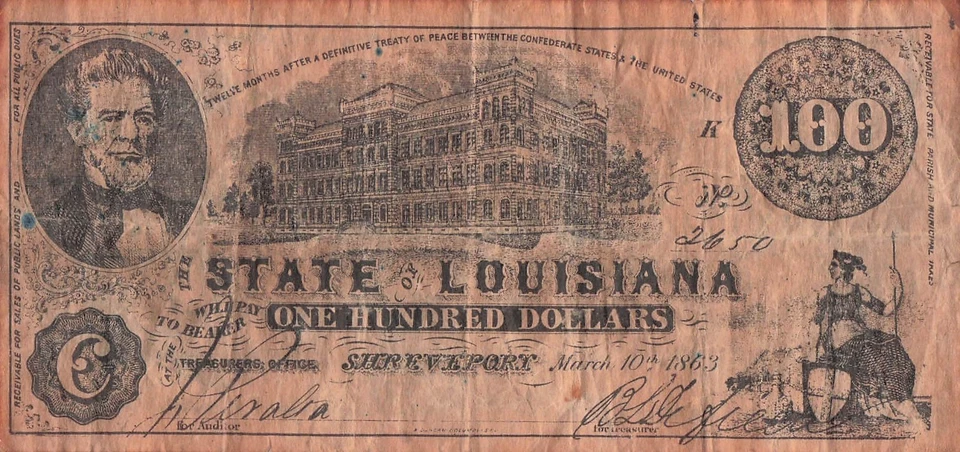 RECEIVABLE FOR SALES OF PUBLIC LANDS AND FOR ALL PUBLIC DUES
TWELVE MONTHS AFTER A DEFINITIVE TREATY OF PEACE BETWEEN THE CONFEDERATE STATES & THE UNITED STATES
K
100
No
2650
THE STATE OF LOUISIANA
WILL PAY
TO BEARER
ONE HUNDRED DOLLARS
AT THE TREASURERS, OFFICE,
SHREVEPORT March 10th 1863
C
Peralta
for Auditor
for treasurer
RECEIVABLE FOR STATE PARISH AND MUNICIPAL